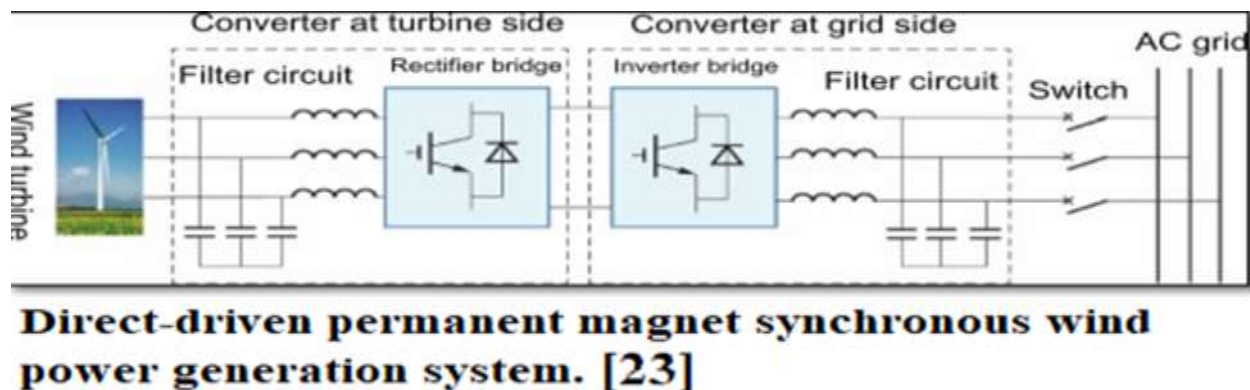 Converter at turbine side
Converter at grid side
AC grid
Filter circuit
Rectifier bridge
Inverter bridge
Filter circuit
Switch
Wind turbine
Direct-driven permanent magnet synchronous wind
power generation system. [23]